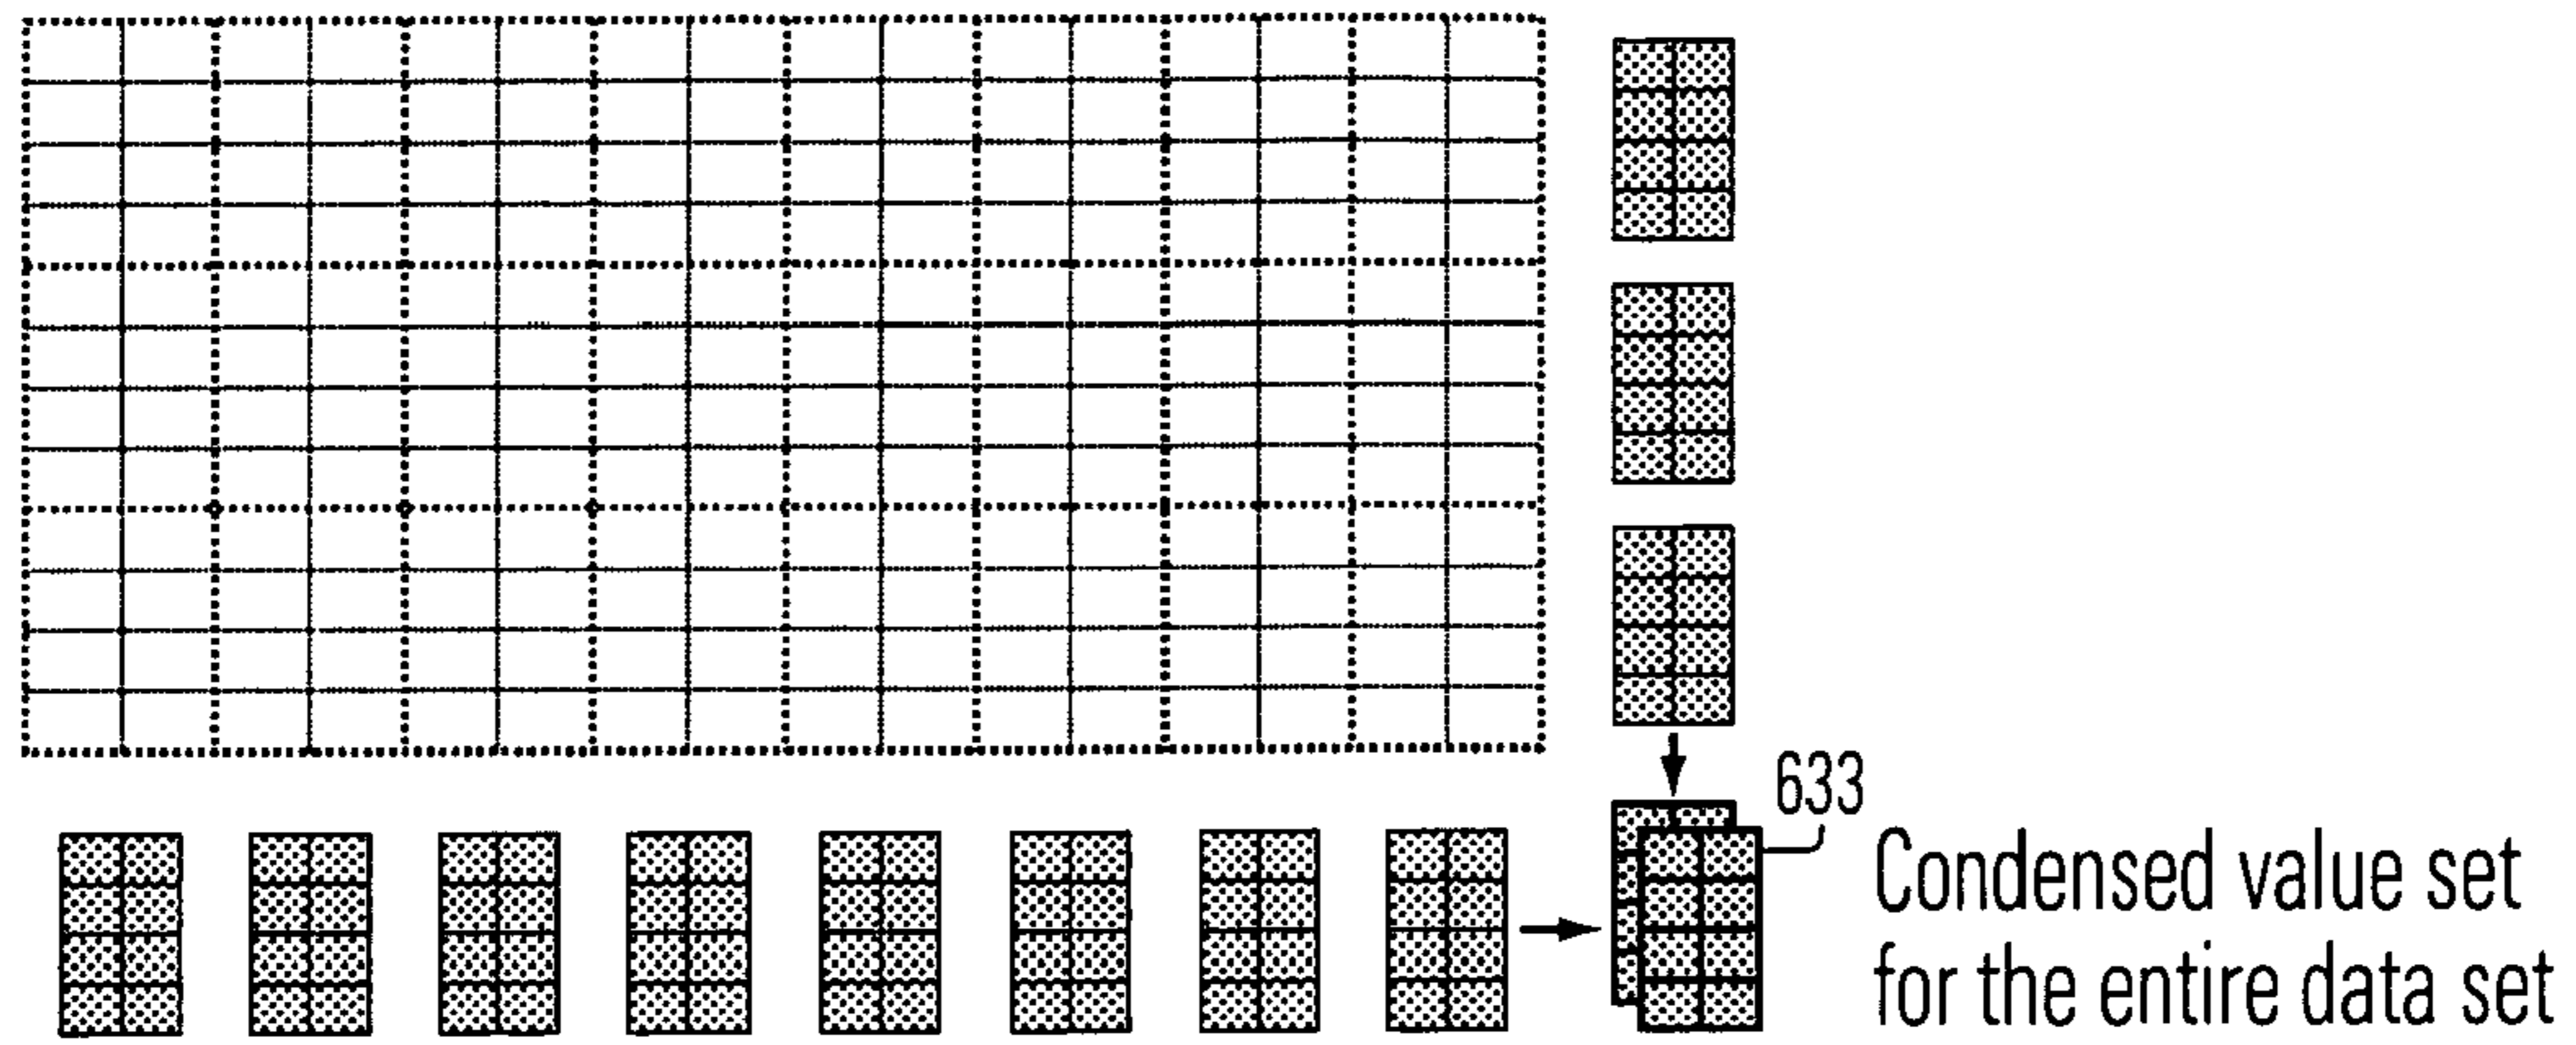 633
Condensed value set
for the entire data set